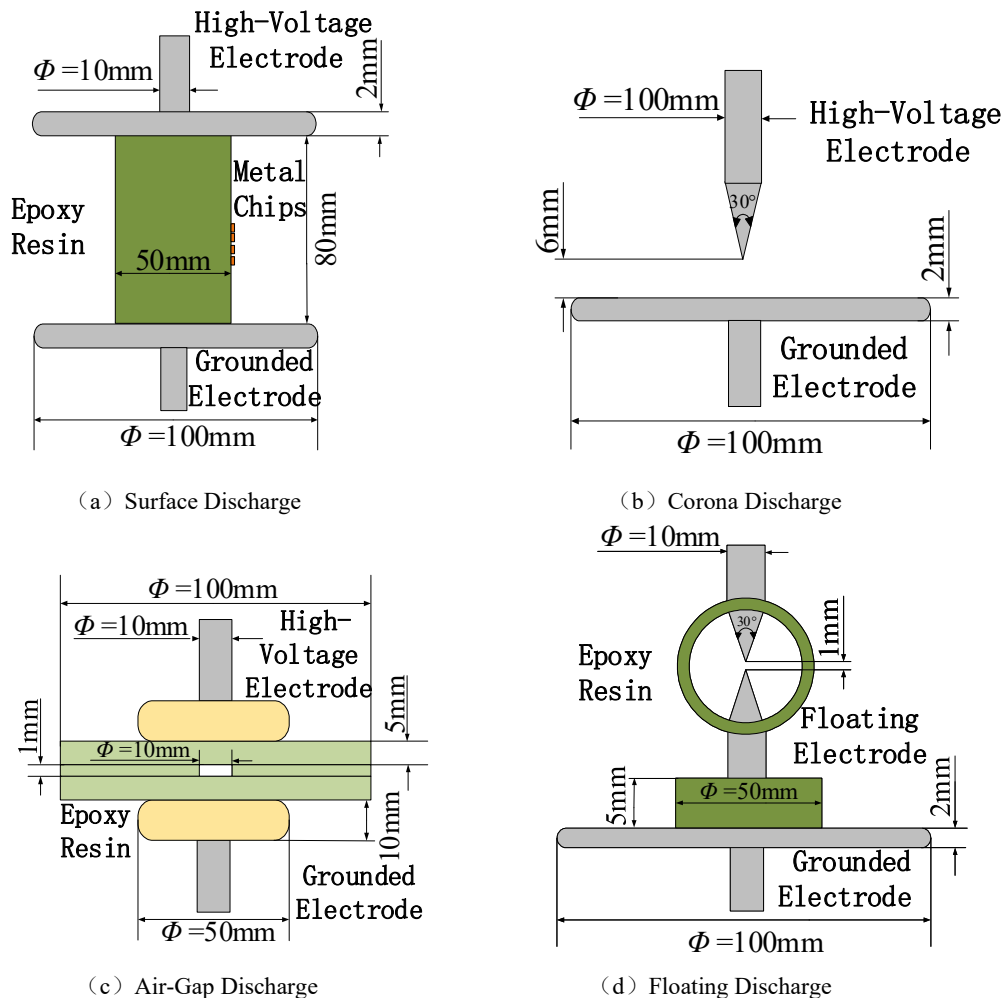 High-Voltage
Electrode
Φ=10mm
2mm
Epoxy
Resin
Metal
Chips
50mm
80mm
Grounded
Electrode
Φ=100mm
（a）Surface Discharge
Φ=100mm
High-Voltage
Electrode
30°
6mm
2mm
Grounded
Electrode
Φ=100mm
（b）Corona Discharge
Φ=100mm
Φ=10mm
High-
Voltage
Electrode
1mm
Φ=10mm
5mm
Epoxy
Resin
10mm
Grounded
Electrode
Φ=50mm
（c）Air-Gap Discharge
Φ=10mm
30°
1mm
Epoxy
Resin
Floating
Electrode
5mm
Φ=50mm
2mm
Grounded
Electrode
Φ=100mm
（d）Floating Discharge